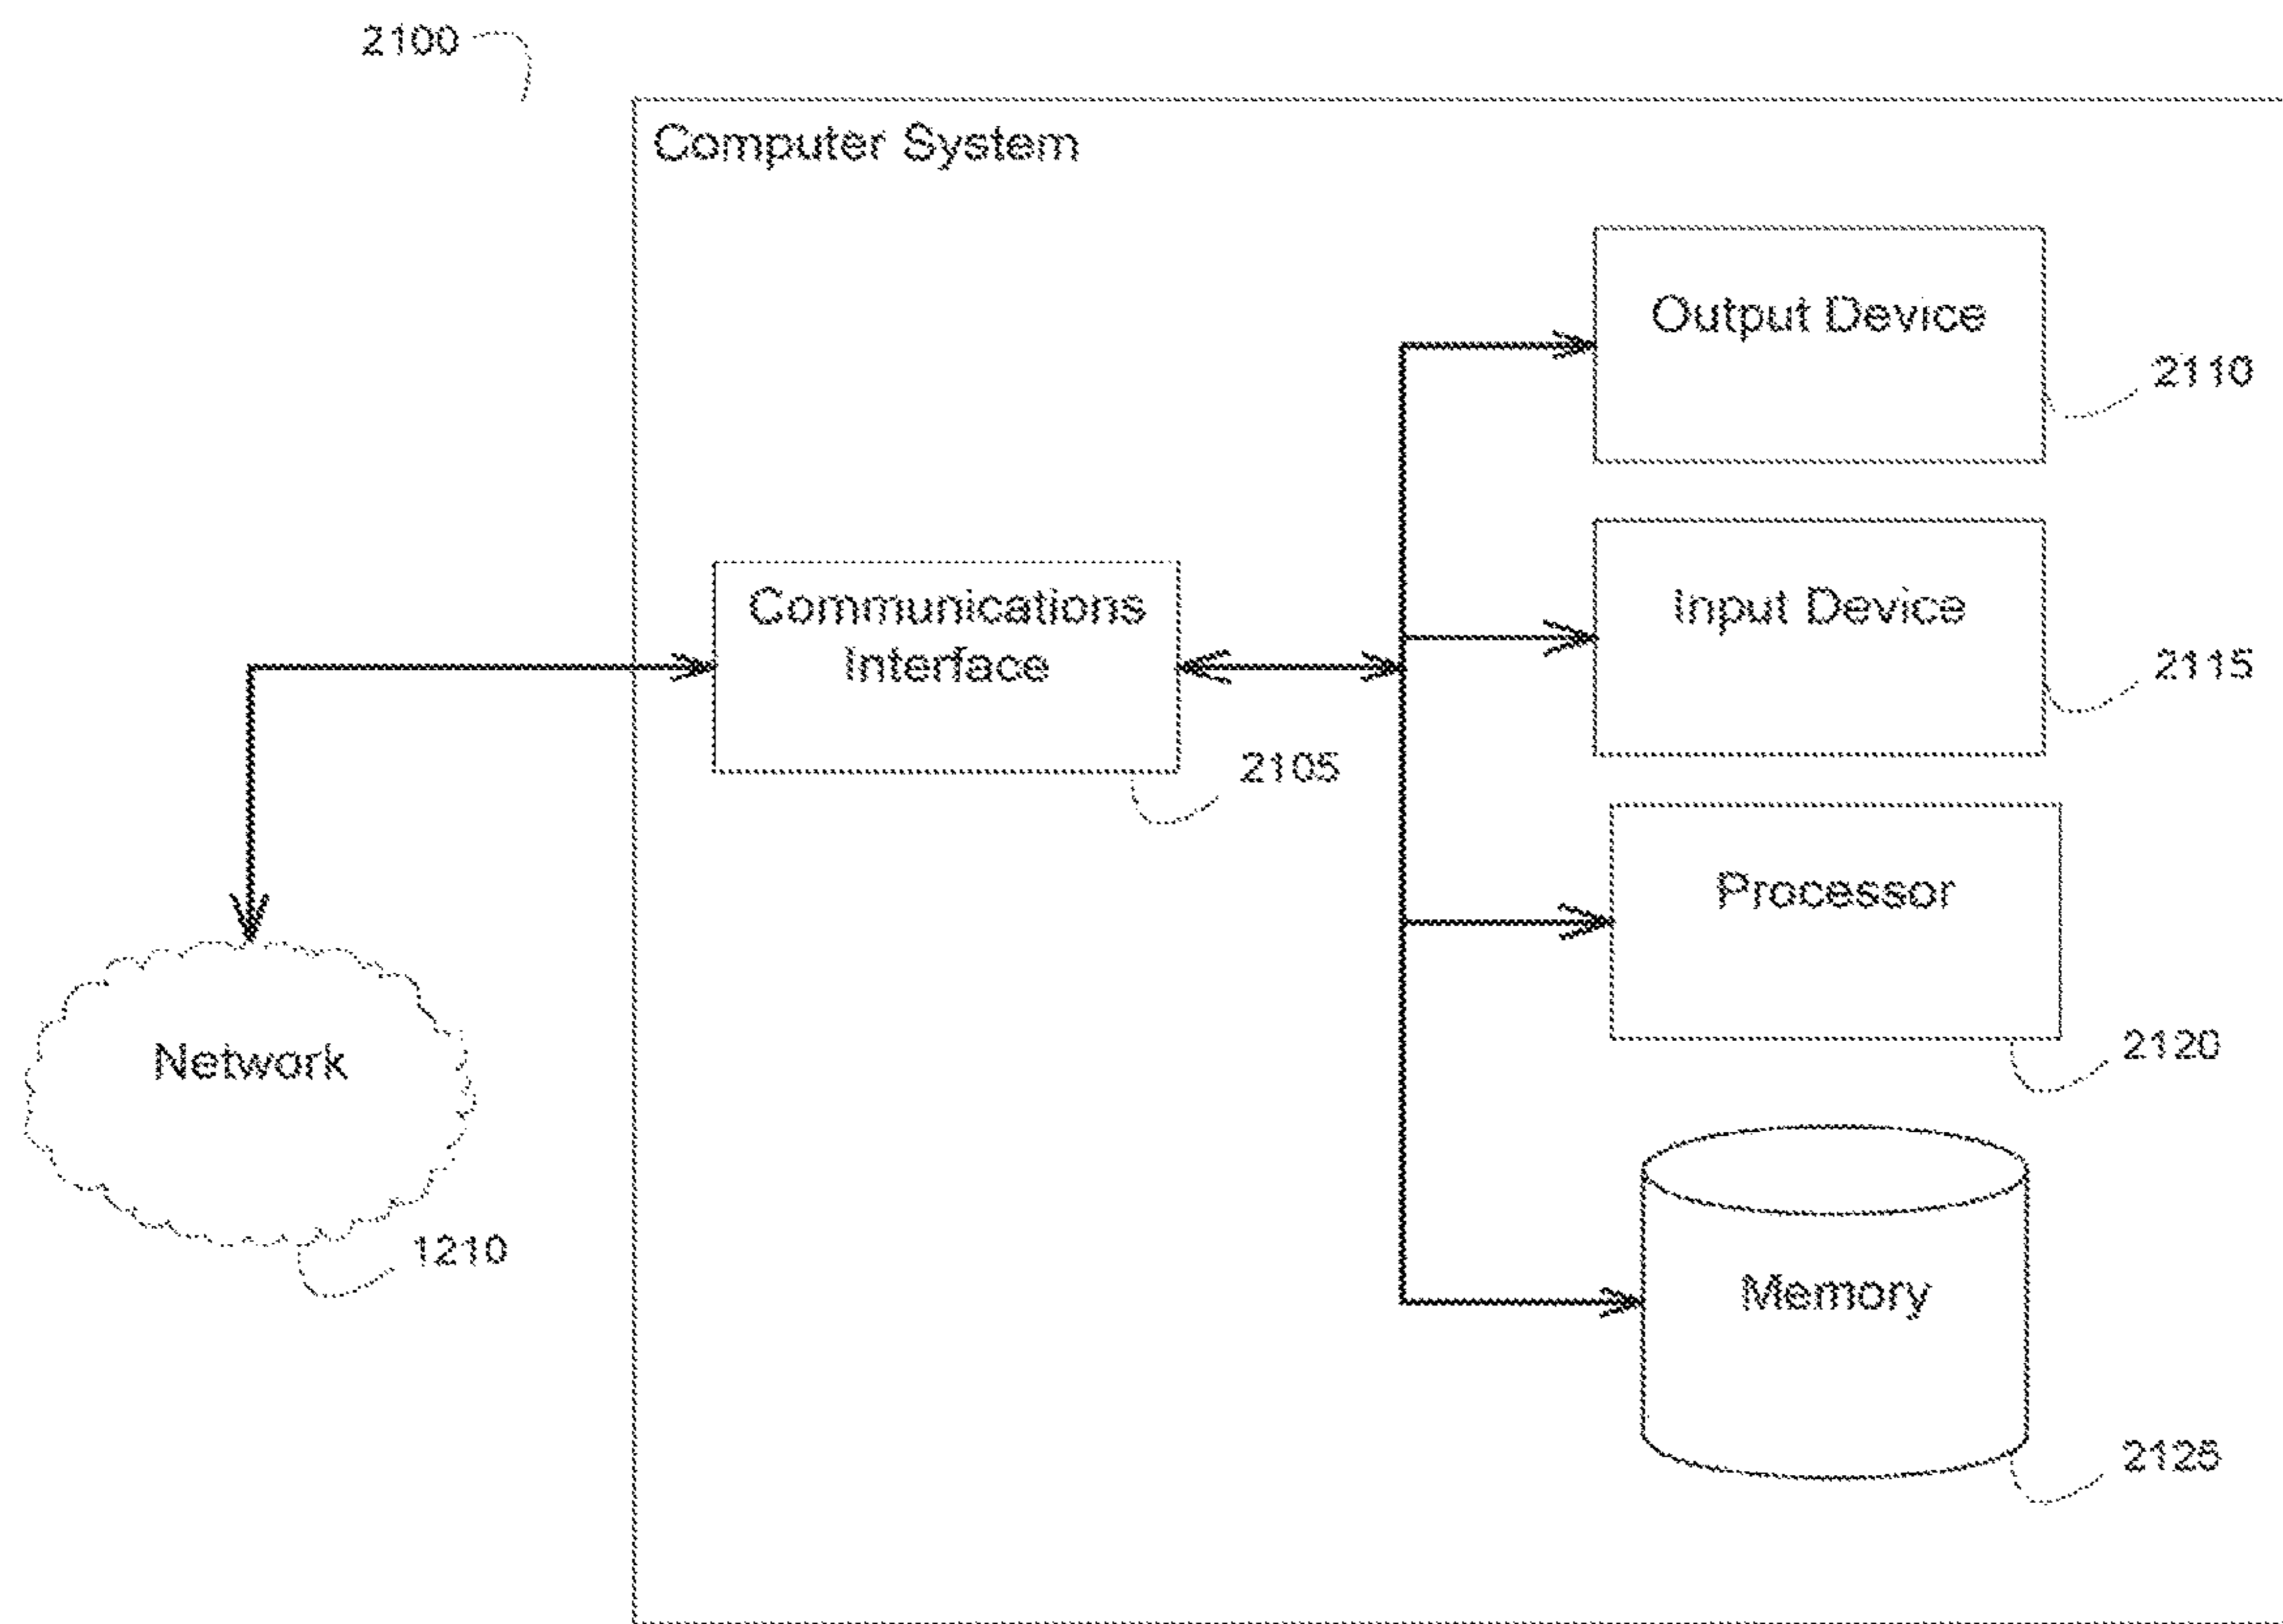 2100
Computer System
Output Device
2110
Communications
Interface
2105
Input Device
2115
Processor
2120
Network
1210
Memory
2125